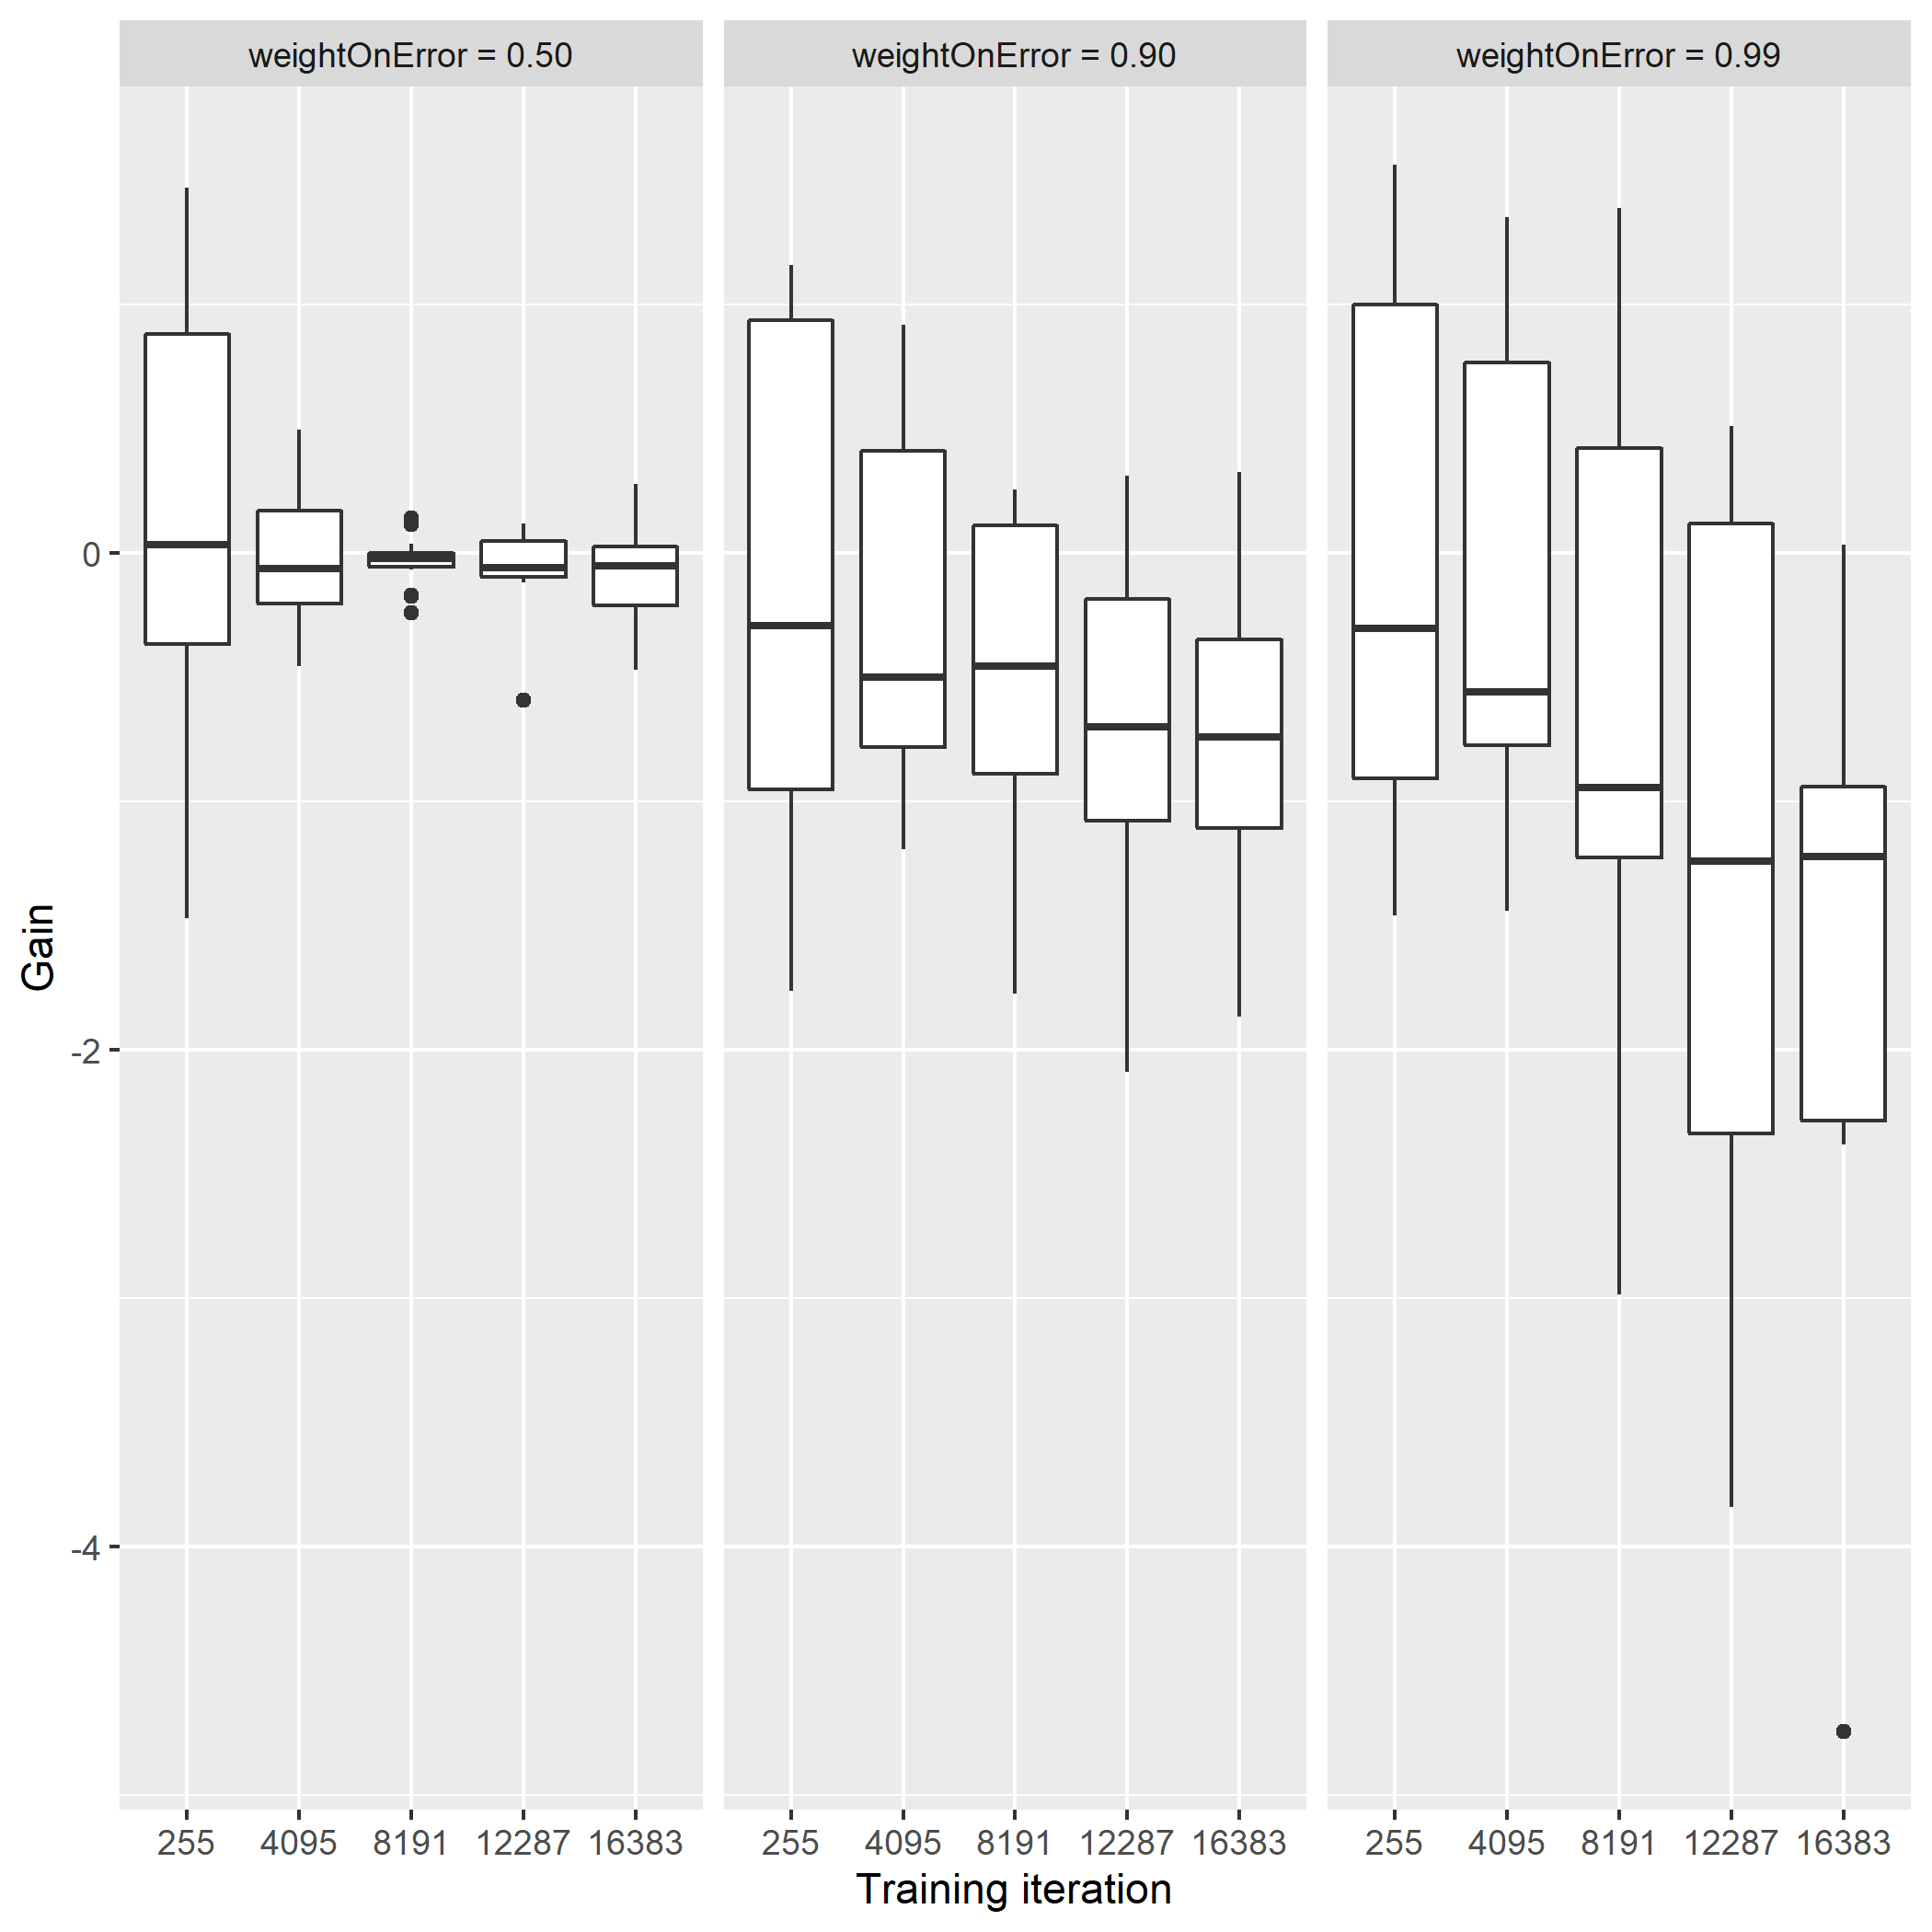 weightOnError = 0.50 weightOnError = 0.90 weightOnError = 0.99
0
-2
-4
Gain
255 4095 8191 12287 16383 255 4095 8191 12287 16383 255 4095 8191 12287 16383
Training iteration